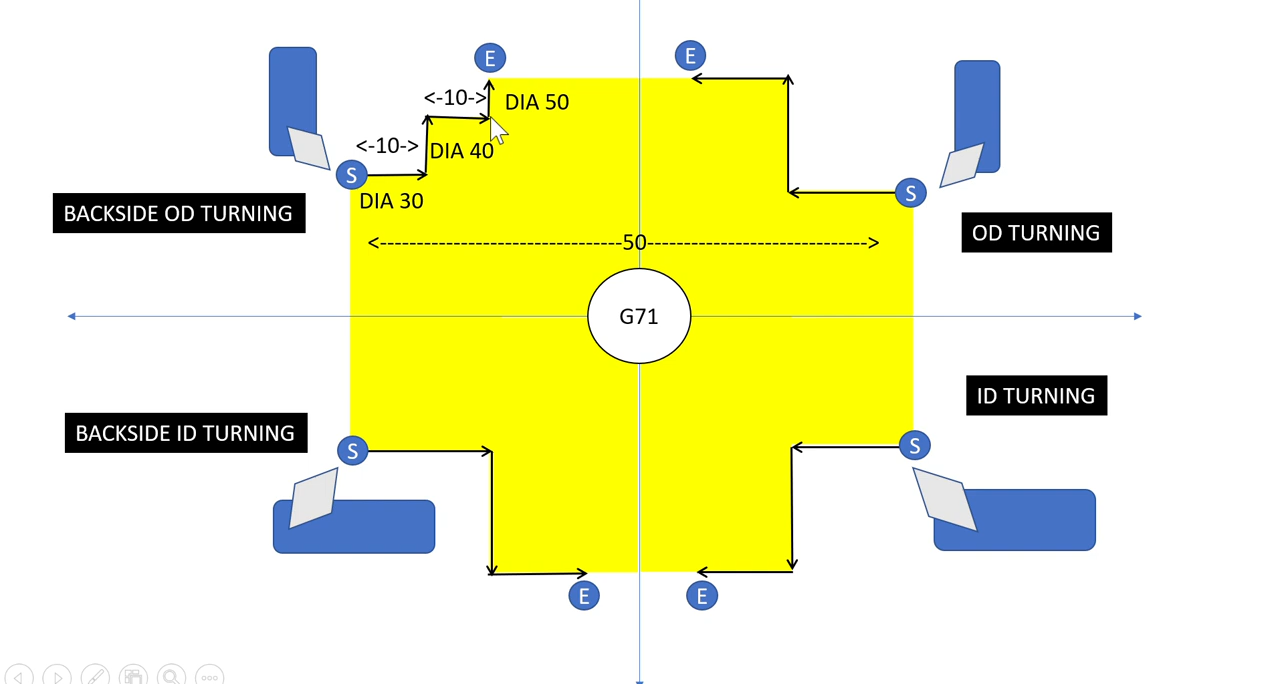 E
E
<-10->
DIA 50
<-10->
DIA 40
S
DIA 30
S
BACKSIDE OD TURNING
OD TURNING
<-----------------------------50--------------------------->
G71
ID TURNING
BACKSIDE ID TURNING
S
S
E
E